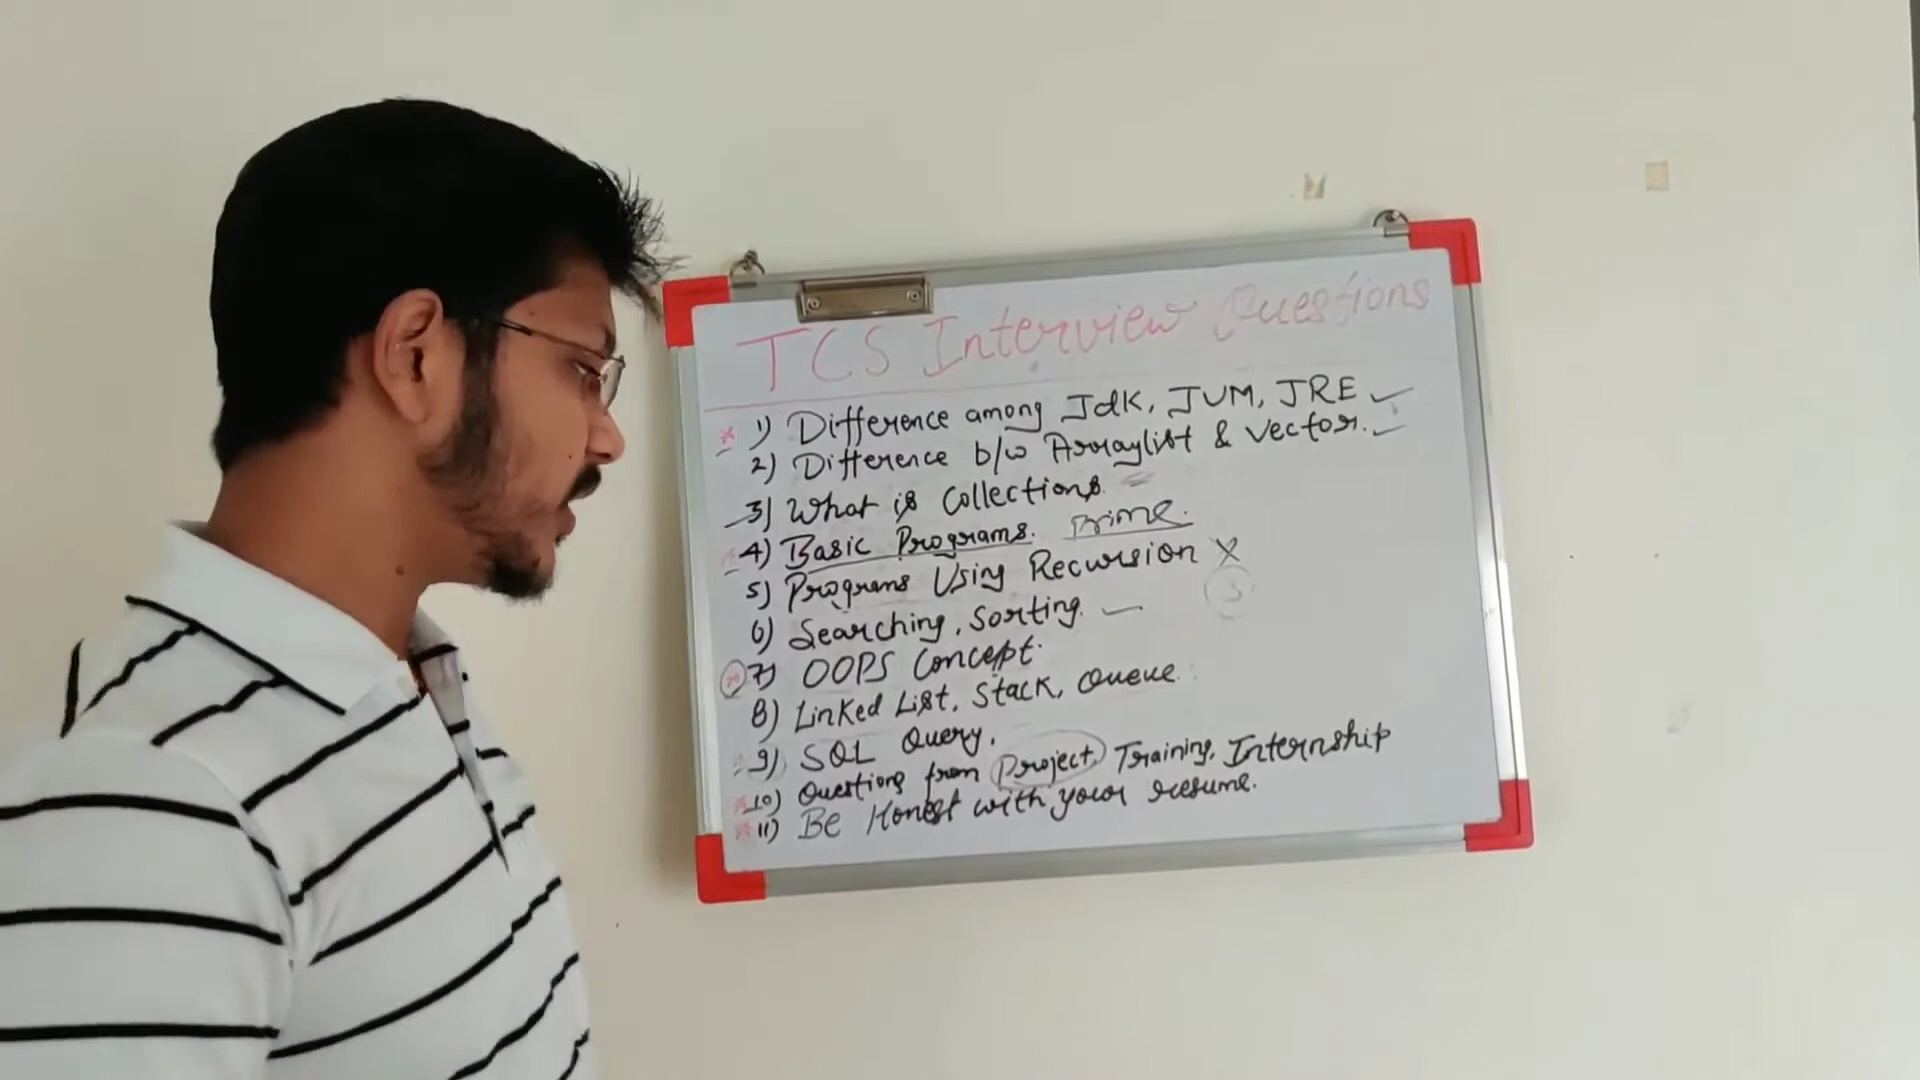 TCS Interview Questions
1) Difference among JdK, JVM, JRE
2) Difference b/w Arraylist & Vector.
3) What is Collections.
4) Basic Programs. Prime.
5) Programs Using Recursion X
6) Searching, Sorting.
7) OOPS Concept.
8) Linked List, Stack, Queue.
9) SQL Query.
10) Questions from Project, Training, Internship
11) Be Honest with your resume.